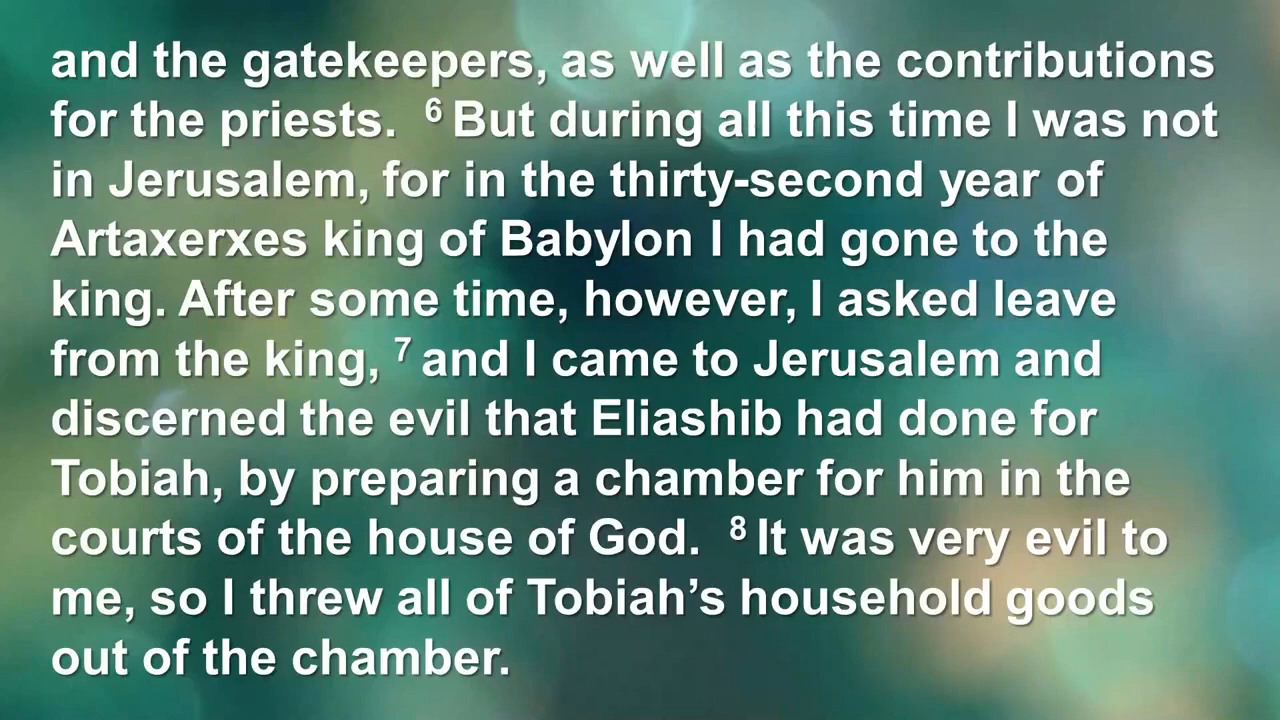 and the gatekeepers, as well as the contributions
for the priests. 6 But during all this time I was not
in Jerusalem, for in the thirty-second year of
Artaxerxes king of Babylon I had gone to the
king. After some time, however, I asked leave
from the king, 7 and I came to Jerusalem and
discerned the evil that Eliashib had done for
Tobiah, by preparing a chamber for him in the
courts of the house of God. 8 It was very evil to
me, so I threw all of Tobiah’s household goods
out of the chamber.